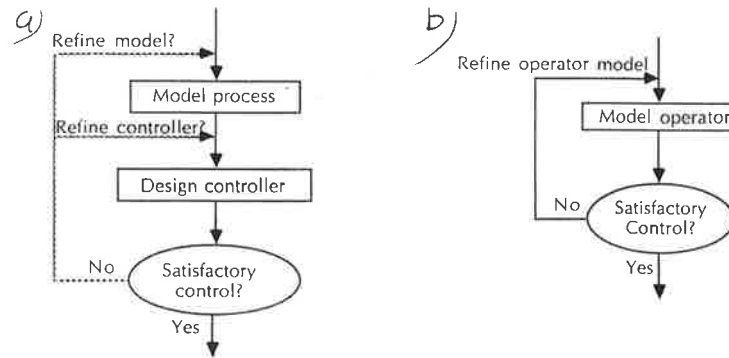 a)
Refine model?
Model process
Refine controller?
Design controller
No
Satisfactory
control?
Yes
b)
Refine operator model
Model operator
No
Satisfactory
Control?
Yes